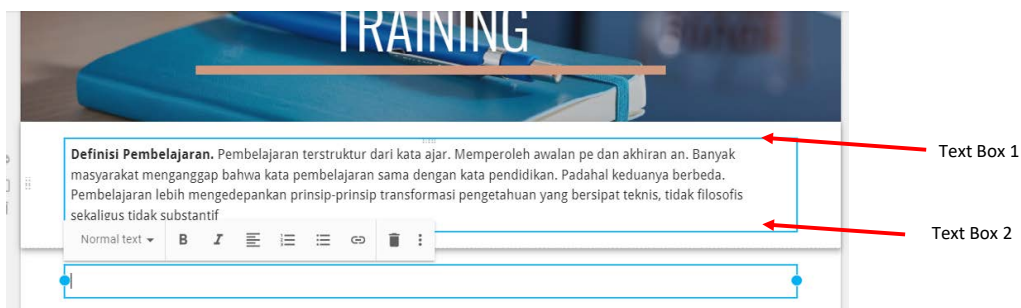 TRAINING
Definisi Pembelajaran. Pembelajaran terstruktur dari kata ajar. Memperoleh awalan pe dan akhiran an. Banyak
masyarakat menganggap bahwa kata pembelajaran sama dengan kata pendidikan. Padahal keduanya berbeda.
Pembelajaran lebih mengedepankan prinsip-prinsip transformasi pengetahuan yang bersipat teknis, tidak filosofis
sekaligus tidak substantif
Normal text B I
Text Box 1
Text Box 2